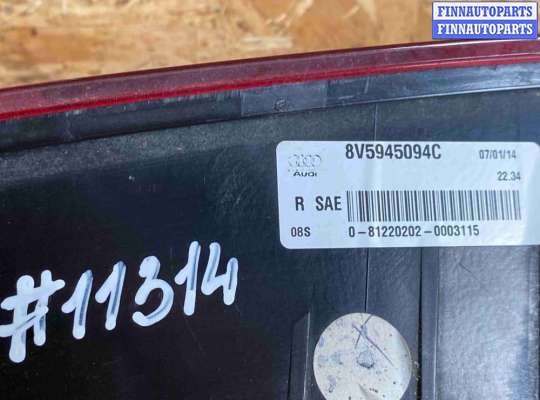 FINNAUTOPARTS
FINNAUTOPARTS
8V5945094C 07/01/14
Audi 22.34
R SAE
08S 0-81220202-0003115
#11314